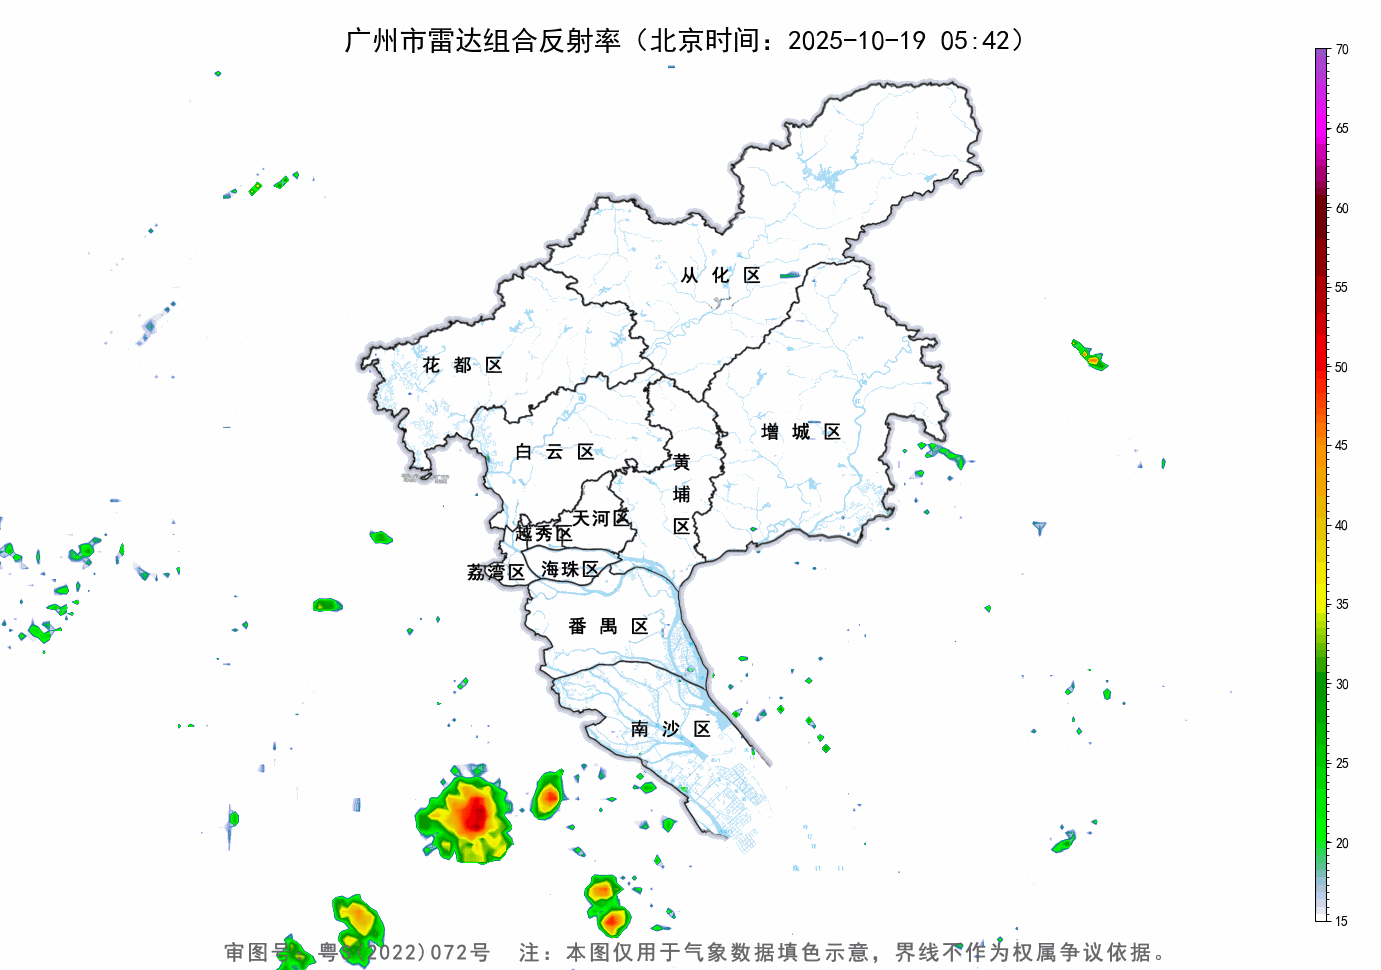 广州市雷达组合反射率（北京时间：2025-10-19 05:42）
70
65
60
55
50
45
40
35
30
25
20
15
从化区
花都区
增城区
白云区
黄埔区
天河区
越秀区
荔湾区
海珠区
番禺区
南沙区
审图号 粤 2022)072号 注：本图仅用于气象数据填色示意，界线不作为权属争议依据。